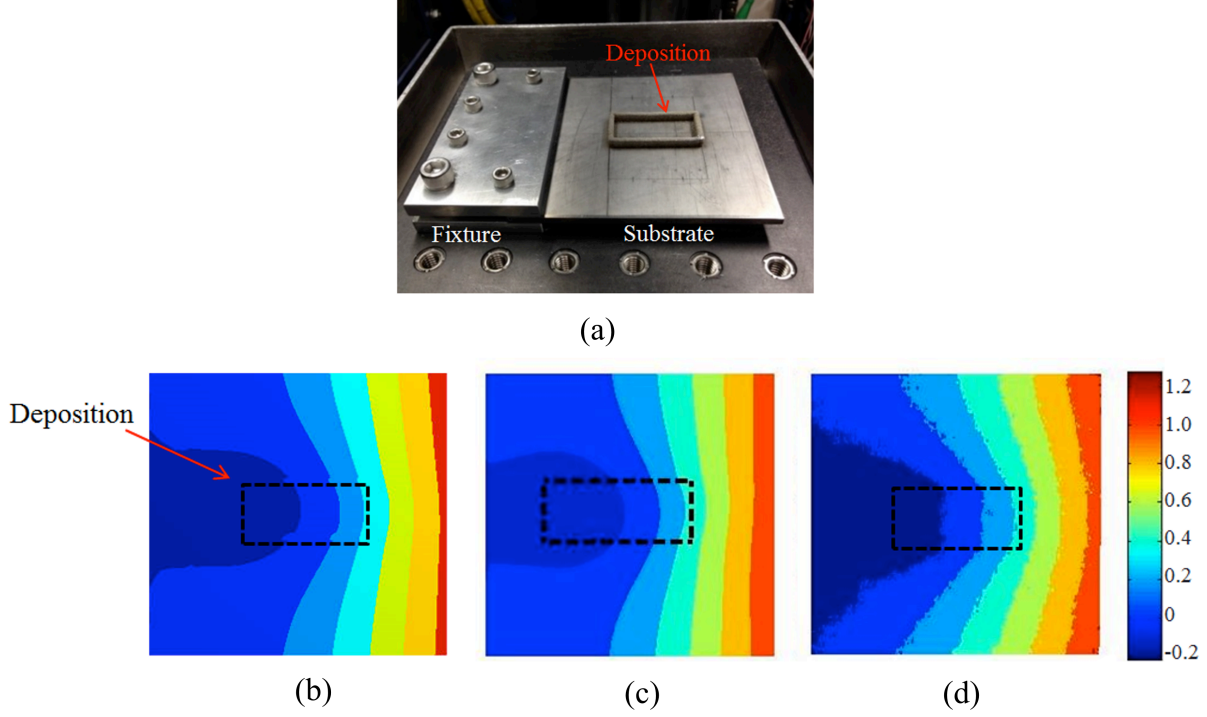 Deposition
Fixture
Substrate
(a)
Deposition
1.2
1.0
0.8
0.6
0.4
0.2
0
-0.2
(b)
(c)
(d)